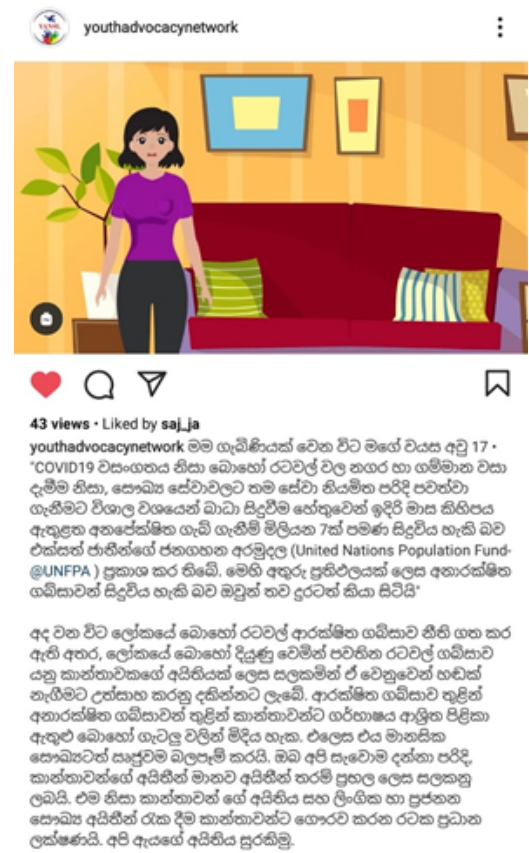 youthadvocacynetwork
43 views • Liked by saj_ja
youthadvocacynetwork මම ගැබිණියක් වෙන විට මගේ වයස අවු 17 •
"COVID19 වසංගතය නිසා බොහෝ රටවල් වල නගර හා ගම්මාන වසා
දැමීම නිසා, සෞඛ්‍ය සේවාවලට තම සේවා නියමිත පරිදි පවත්වා
ගැනීමට විශාල වශයෙන් බාධා සිදුවීම හේතුවෙන් ඉදිරි මාස කිහිපය
ඇතුළත අනපේක්ෂිත ගැබ් ගැනීම් මිලියන 7ක් පමණ සිදුවිය හැකි බව
එක්සත් ජාතීන්ගේ ජනගහන අරමුදල (United Nations Population Fund-
@UNFPA ) ප්‍රකාශ කර තිබේ. මෙහි අතුරු ප්‍රතිඵලයක් ලෙස අනාරක්ෂිත
ගබ්සාවන් සිදුවිය හැකි බව ඔවුන් තව දුරටත් කියා සිටියි"
අද වන විට ලෝකයේ බොහෝ රටවල් ආරක්ෂිත ගබ්සාව නීති ගත කර
ඇති අතර, ලෝකයේ බොහෝ දියුණු වෙමින් පවතින රටවල් ගබ්සාව
යනු කාන්තාවකගේ අයිතියක් ලෙස සලකමින් ඒ වෙනුවෙන් හඬක්
නැගීමට උත්සාහ කරනු දකින්නට ලැබේ. ආරක්ෂිත ගබ්සාව තුළින්
අනාරක්ෂිත ගබ්සාවන් තුළින් කාන්තාවන්ට ගර්භාෂය ආශ්‍රිත පිළිකා
ඇතුළු බොහෝ ගැටලු වලින් මිදිය හැක. එලෙස එය මානසික
සෞඛ්‍යටත් සෘජුවම බලපෑම් කරයි. ඔබ අපි සැවොම දන්නා පරිදි,
කාන්තාවන්ගේ අයිතීන් මානව අයිතීන් තරම් ප්‍රභල ලෙස සලකනු
ලබයි. එම නිසා කාන්තාවන් ගේ අයිතිය සහ ලිංගික හා ප්‍රජනන
සෞඛ්‍ය අයිතීන් රැක දීම කාන්තාවන්ට ගෞරව කරන රටක ප්‍රධාන
ලක්ෂණයි. අපි ඇයගේ අයිතිය සුරකිමු.